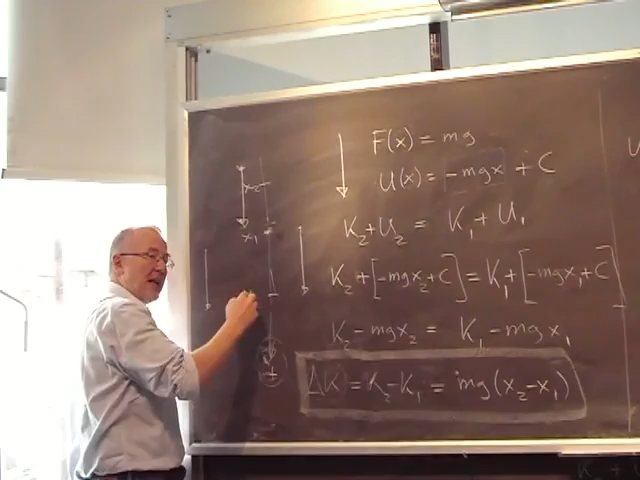 F(x) = mg
U(x) = -mgx + C
x₂
x₁
K₂+U₂ = K₁+U₁
K₂+[-mgx₂+C] = K₁+[-mgx₁+C]
K₂-mgx₂ = K₁-mgx₁
+
ΔK = K₂-K₁ = mg(x₂-x₁)
U